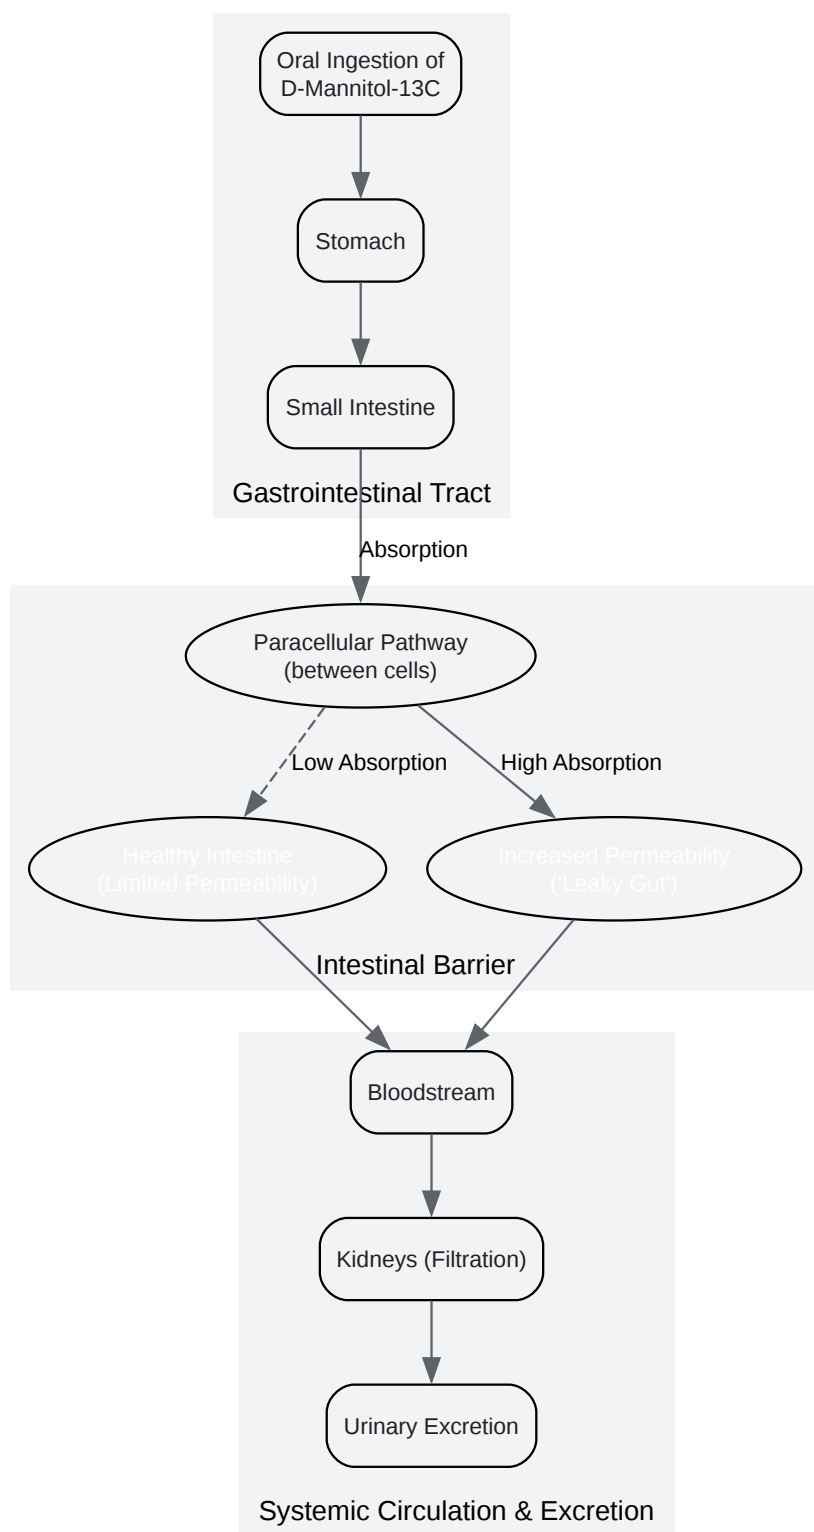 Oral Ingestion of
D-Mannitol-13C
Stomach
Small Intestine
Gastrointestinal Tract
Absorption
Paracellular Pathway
(between cells)
Low Absorption
High Absorption
Healthy Intestine
(Limited Permeability)
Increased Permeability
('Leaky Gut')
Intestinal Barrier
Bloodstream
Kidneys (Filtration)
Urinary Excretion
Systemic Circulation & Excretion